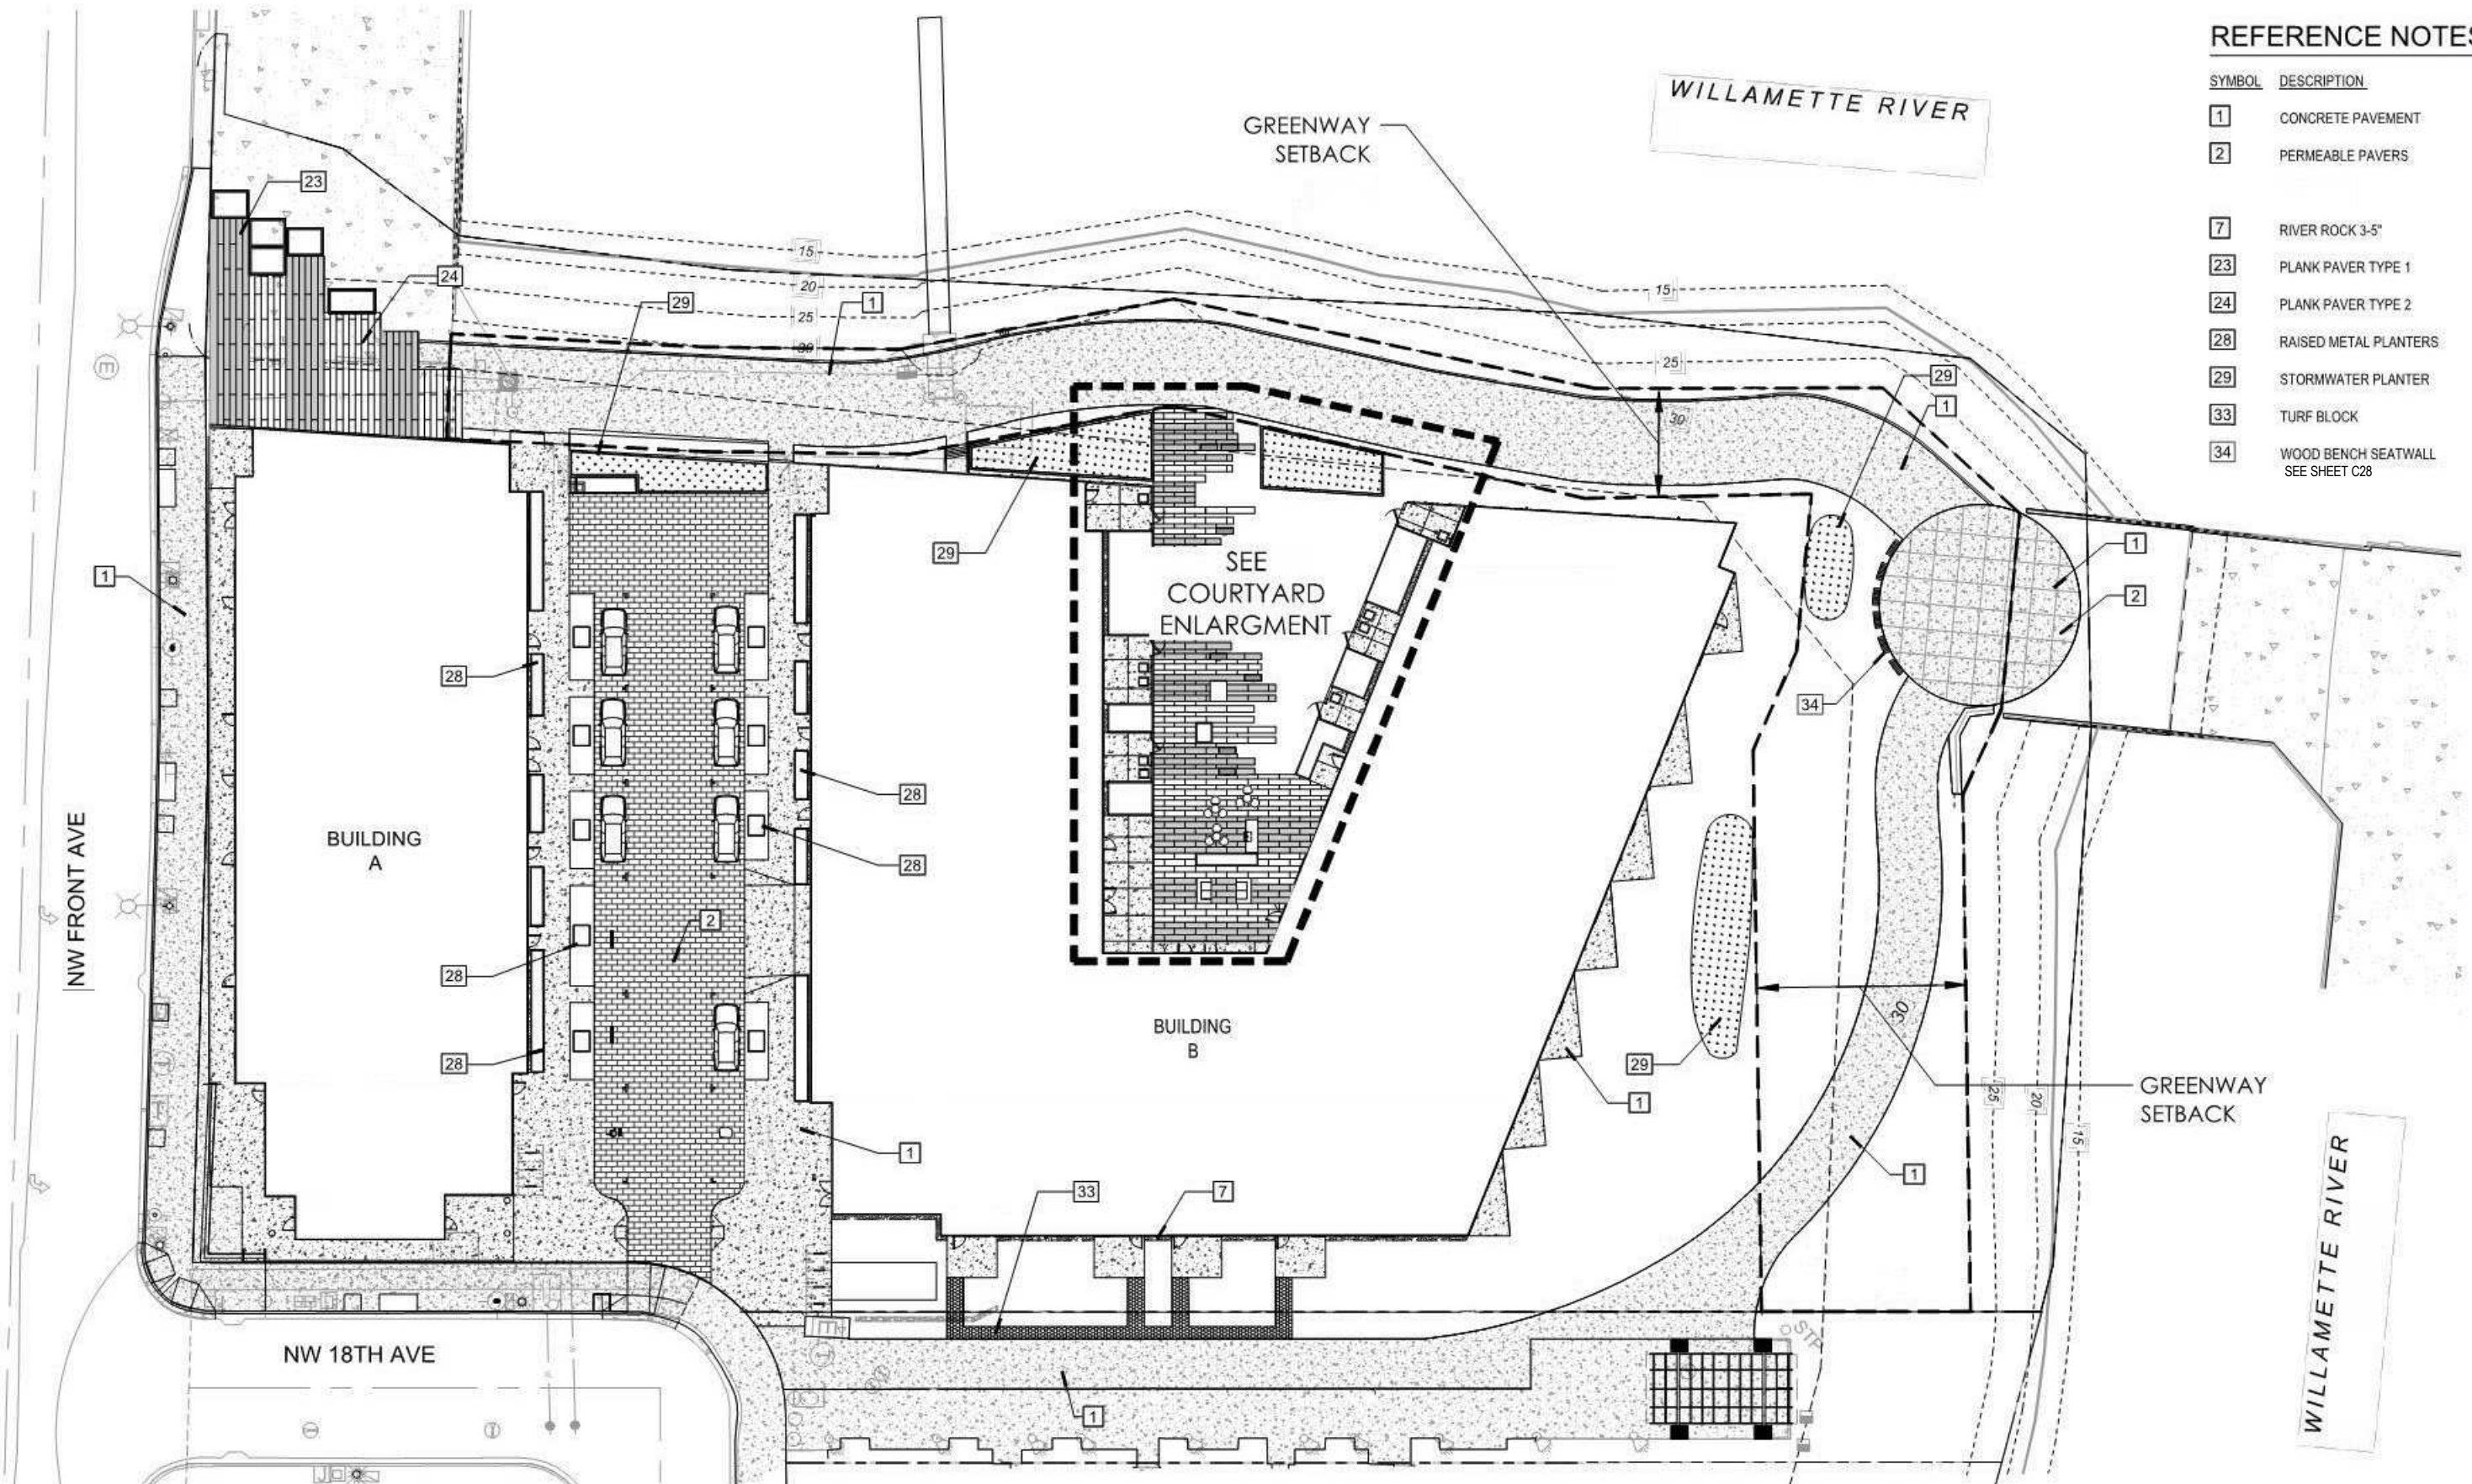 REFERENCE NOTES
SYMBOL DESCRIPTION
1 CONCRETE PAVEMENT
2 PERMEABLE PAVERS
7 RIVER ROCK 3-5"
23 PLANK PAVER TYPE 1
24 PLANK PAVER TYPE 2
28 RAISED METAL PLANTERS
29 STORMWATER PLANTER
33 TURF BLOCK
34 WOOD BENCH SEATWALL
SEE SHEET C28
WILLAMETTE RIVER
GREENWAY
SETBACK
23
24
29
1
15
20
25
30
15
25
30
29
1
1
2
34
29
SEE
COURTYARD
ENLARGMENT
1
28
28
28
28
28
2
BUILDING
A
NW FRONT AVE
BUILDING
B
1
33
7
29
1
30
1
25
20
15
GREENWAY
SETBACK
WILLAMETTE RIVER
NW 18TH AVE
1